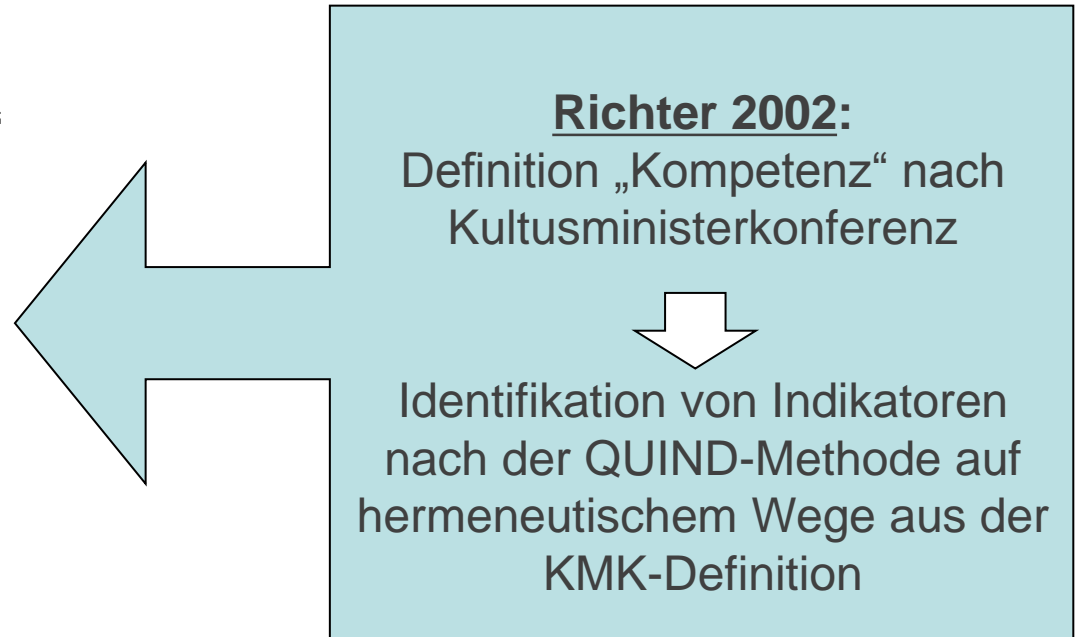 Richter 2002:
Definition „Kompetenz“ nach
Kultusministerkonferenz
Identifikation von Indikatoren
nach der QUIND-Methode auf
hermeneutischem Wege aus der
KMK-Definition